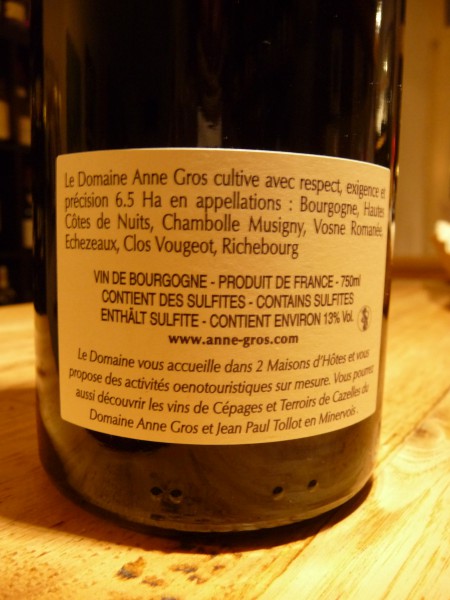 Le Domaine Anne Gros cultive avec respect, exigence et
précision 6.5 Ha en appellations : Bourgogne, Hautes
Côtes de Nuits, Chambolle Musigny, Vosne Romanée,
Echezeaux, Clos Vougeot, Richebourg
VIN DE BOURGOGNE - PRODUIT DE FRANCE - 750ml
CONTIENT DES SULFITES - CONTAINS SULFITES
ENTHÄLT SULFITE - CONTIENT ENVIRON 13% Vol.
www.anne-gros.com
Le Domaine vous accueille dans 2 Maisons d'Hôtes et vous
propose des activités oenotouristiques sur mesure. Vous pourrez
aussi découvrir les vins de Cépages et Terroirs de Cazelles du
Domaine Anne Gros et Jean Paul Tollot en Minervois.